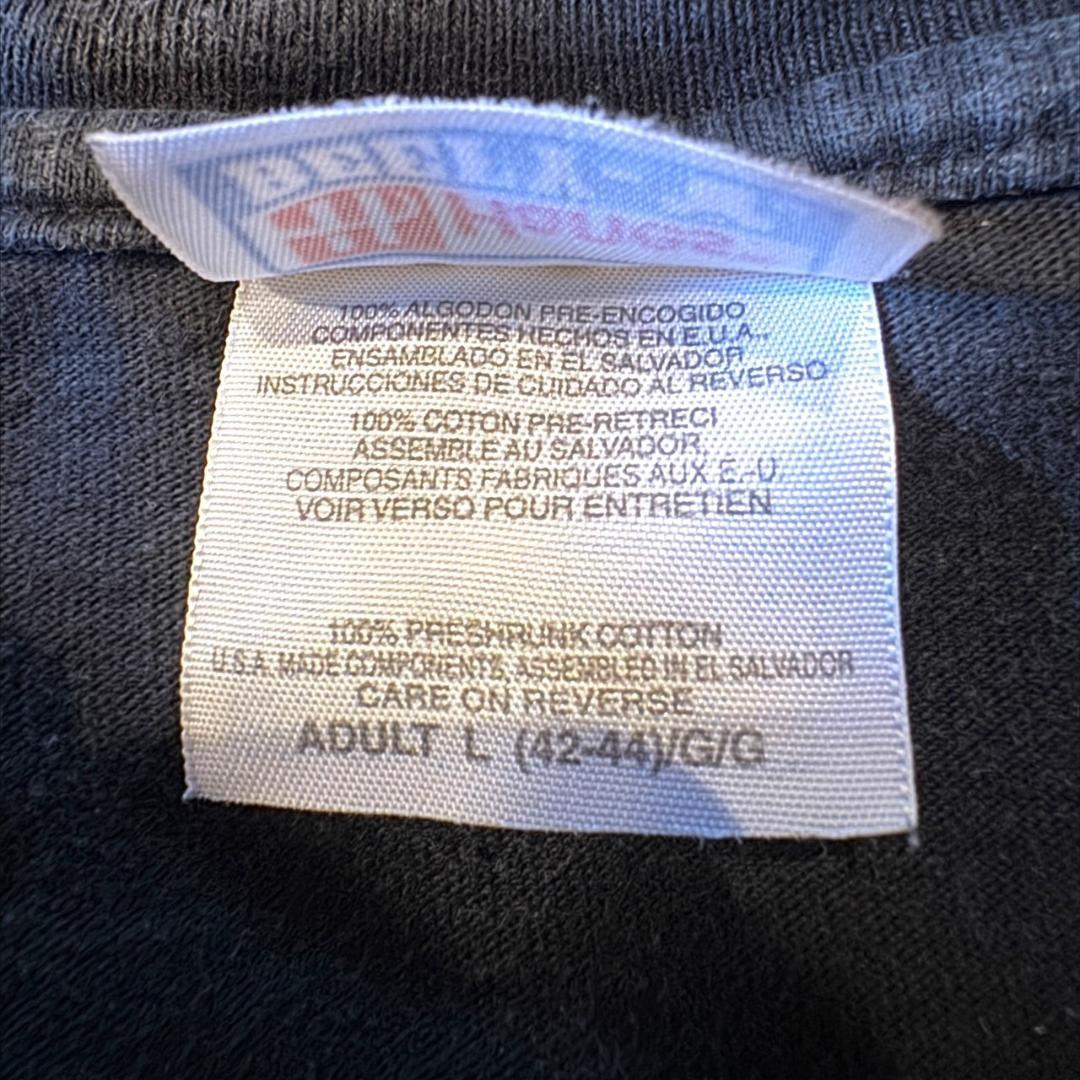 BEEFY-T
Hanes
100% ALGODON PRE-ENCOGIDO
COMPONENTES HECHOS EN E.U.A.,
ENSAMBLADO EN EL SALVADOR
INSTRUCCIONES DE CUIDADO AL REVERSO
100% COTON PRE-RETRECI
ASSEMBLE AU SALVADOR,
COMPOSANTS FABRIQUES AUX E.-U
VOIR VERSO POUR ENTRETIEN
100% PRESHRUNK COTTON
U.S.A. MADE COMPONENTS, ASSEMBLED IN EL SALVADOR
CARE ON REVERSE
ADULT L (42-44)/G/G